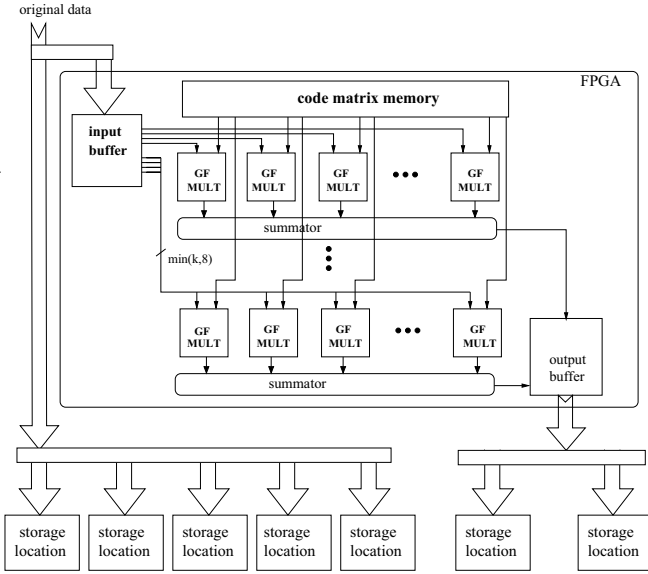 original data
FPGA
code matrix memory
input
buffer
GF
MULT
GF
MULT
GF
MULT
•••
GF
MULT
summator
min(k,8)
GF
MULT
GF
MULT
GF
MULT
•••
GF
MULT
summator
output
buffer
storage
location
storage
location
storage
location
storage
location
storage
location
storage
location
storage
location